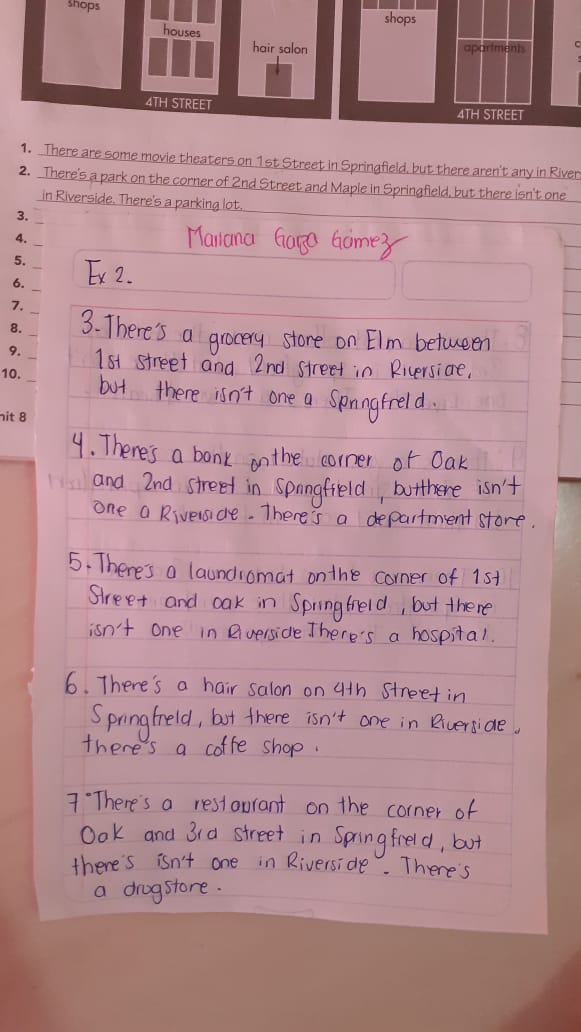 shops
houses
hair salon
4TH STREET
shops
apartments
4TH STREET
1. There are some movie theaters on 1st Street in Springfield, but there aren't any in River
2. There's a park on the corner of 2nd Street and Maple in Springfield, but there isn't one
in Riverside. There's a parking lot.
3.
4.
5.
6.
7.
8.
9.
10.
nit 8
Mariana Garza Gómez
Ex 2.
3-There's a grocery store on Elm between
1st street and 2nd street in Riverside,
but there isn't one a Springfield.
4. There's a bank on the corner of Oak
and 2nd street in Springfield, butthere isn't
one a Riverside. There's a department store.
5. There's a laundromat on the corner of 1st
Street and oak in Springfield, but there
isn't one in Riverside There's a hospital.
6. There's a hair salon on 4th street in
Springfield, but there isn't one in Riverside,
there's a coffe shop.
7 There's a restaurant on the corner of
Oak and 3rd street in Springfield, but
there's isn't one in Riverside. There's
a drugstore.